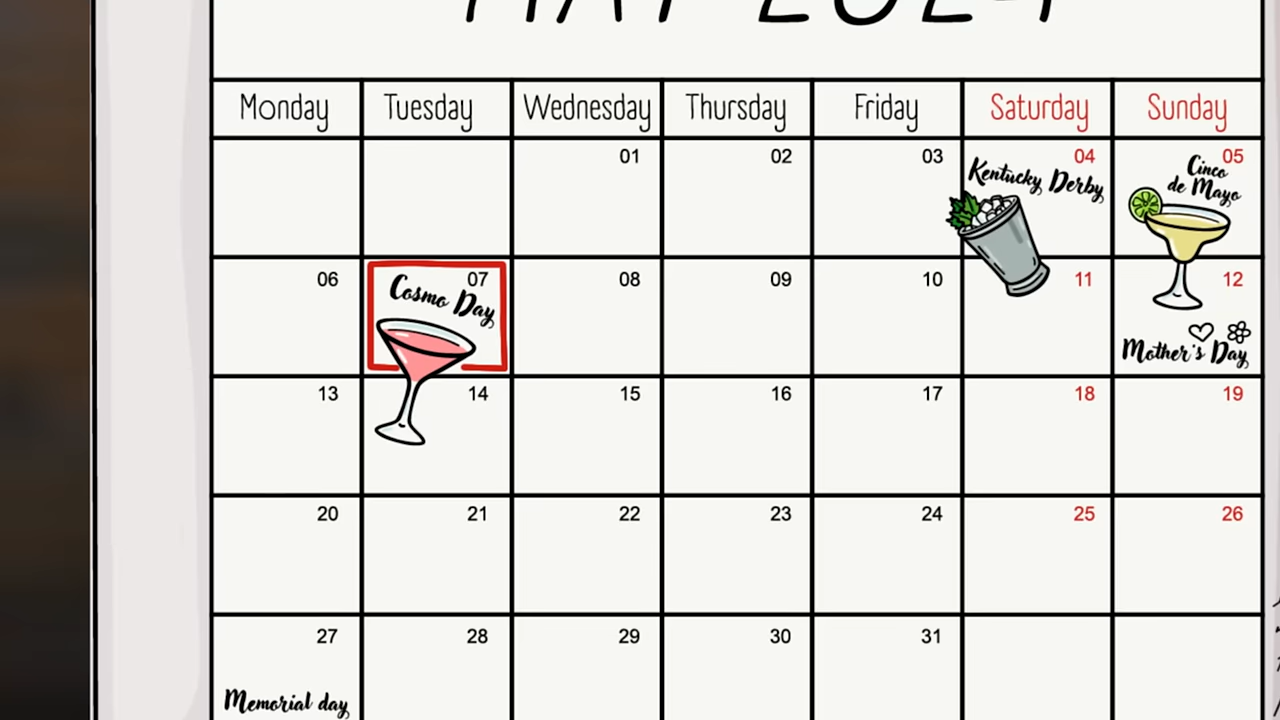 MAY 2024
Monday Tuesday Wednesday Thursday Friday Saturday Sunday
01 02 03 04 05
Kentucky Derby
Cinco
de Mayo
06 07 08 09 10 11 12
Cosmo Day
Mother's Day
13 14 15 16 17 18 19
20 21 22 23 24 25 26
27 28 29 30 31
Memorial day